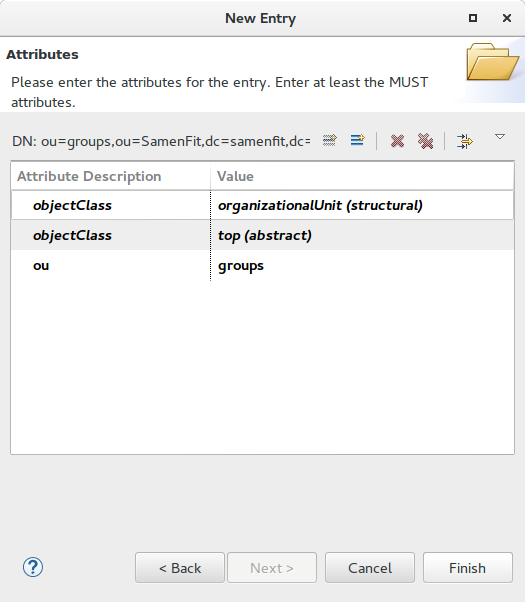 New Entry
Attributes
Please enter the attributes for the entry. Enter at least the MUST
attributes.
DN: ou=groups,ou=SamenFit,dc=samenfit,dc=
Attribute Description Value
objectClass organizationalUnit (structural)
objectClass top (abstract)
ou groups
? < Back Next > Cancel Finish